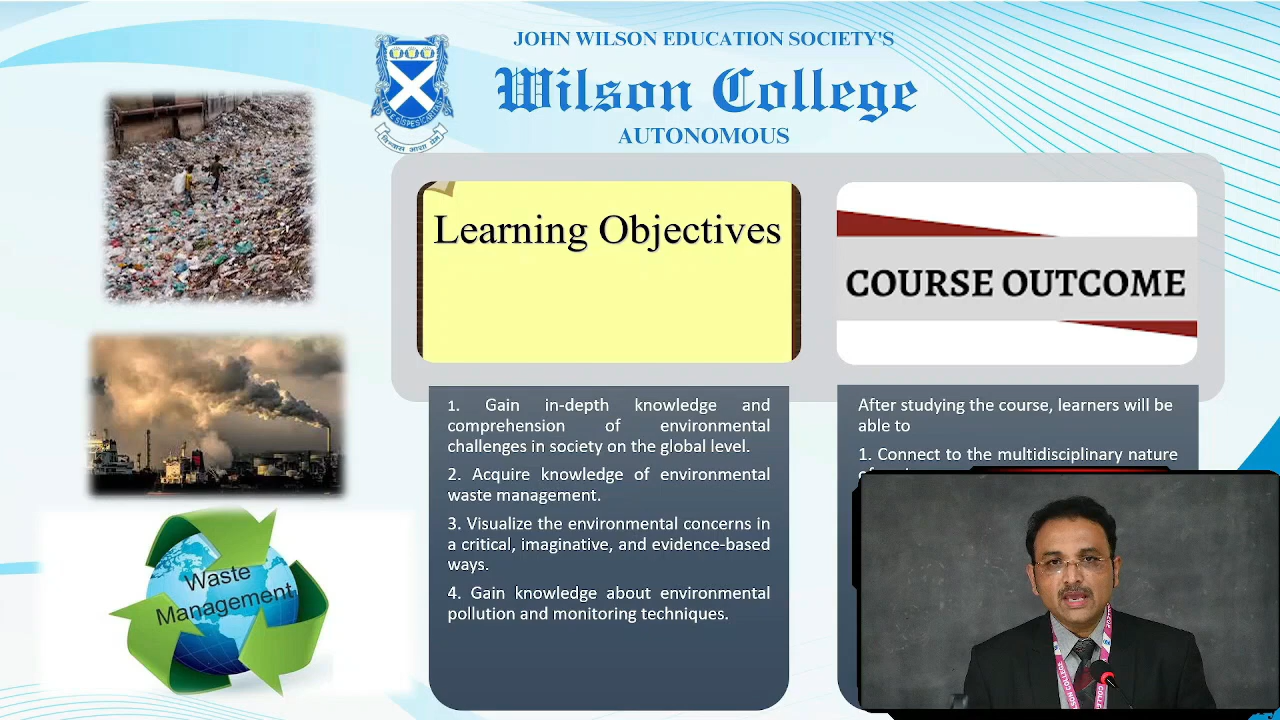 JOHN WILSON EDUCATION SOCIETY'S
Wilson College
AUTONOMOUS
Learning Objectives
COURSE OUTCOME
Waste
Management
1. Gain in-depth knowledge and
comprehension of environmental
challenges in society on the global level.
2. Acquire knowledge of environmental
waste management.
3. Visualize the environmental concerns in
a critical, imaginative, and evidence-based
ways.
4. Gain knowledge about environmental
pollution and monitoring techniques.
After studying the course, learners will be
able to
1. Connect to the multidisciplinary nature